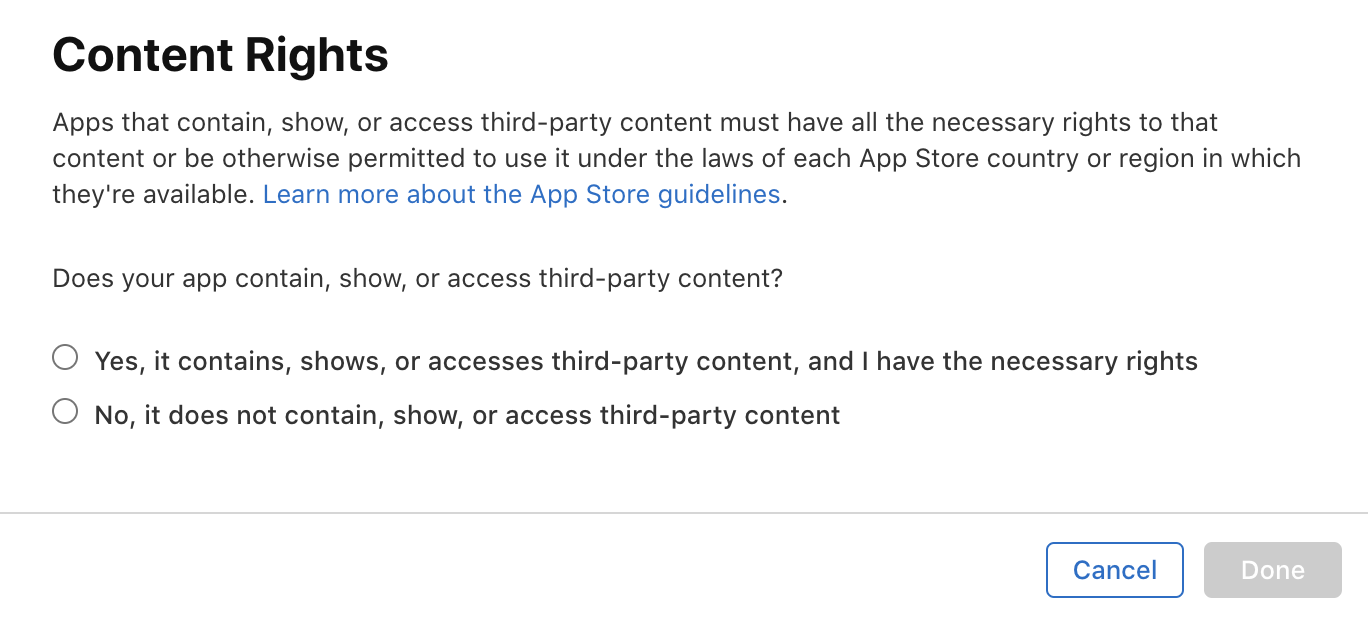 Content Rights
Apps that contain, show, or access third-party content must have all the necessary rights to that
content or be otherwise permitted to use it under the laws of each App Store country or region in which
they're available. Learn more about the App Store guidelines.
Does your app contain, show, or access third-party content?
Yes, it contains, shows, or accesses third-party content, and I have the necessary rights
No, it does not contain, show, or access third-party content
Cancel
Done